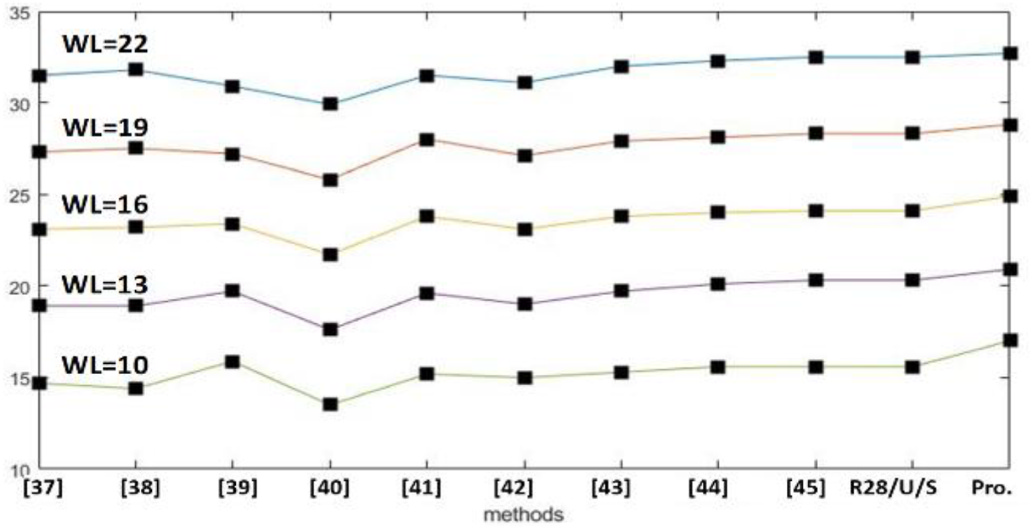 35
WL=22
30
WL=19
25
WL=16
20
WL=13
WL=10
15
10
[37] [38] [39] [40] [41] [42] [43] [44] [45] R28/U/S Pro.
methods